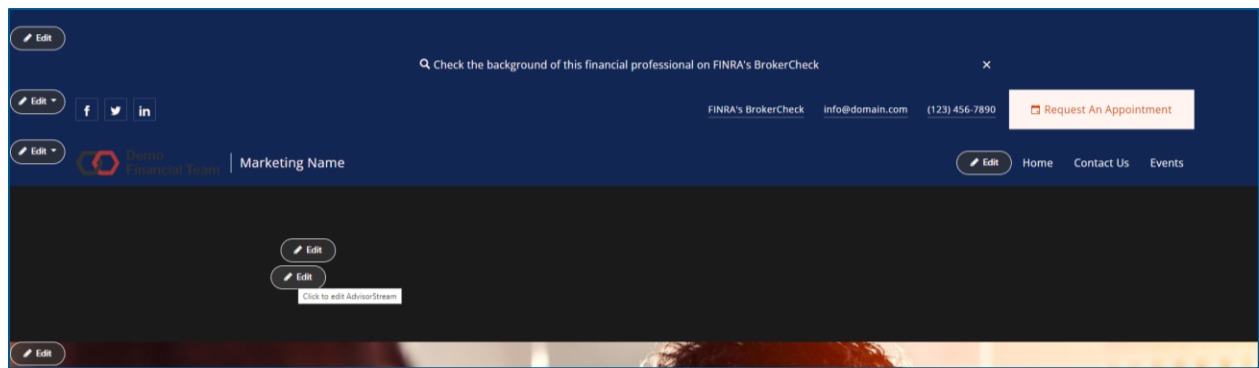 Edit
Check the background of this financial professional on FINRA's BrokerCheck ×
Edit
f in
FINRA's BrokerCheck info@domain.com (123) 456-7890 Request An Appointment
Edit
Demo
Financial Team
Marketing Name
Edit Home Contact Us Events
Edit
Edit
Click to edit AdvisorStream
Edit